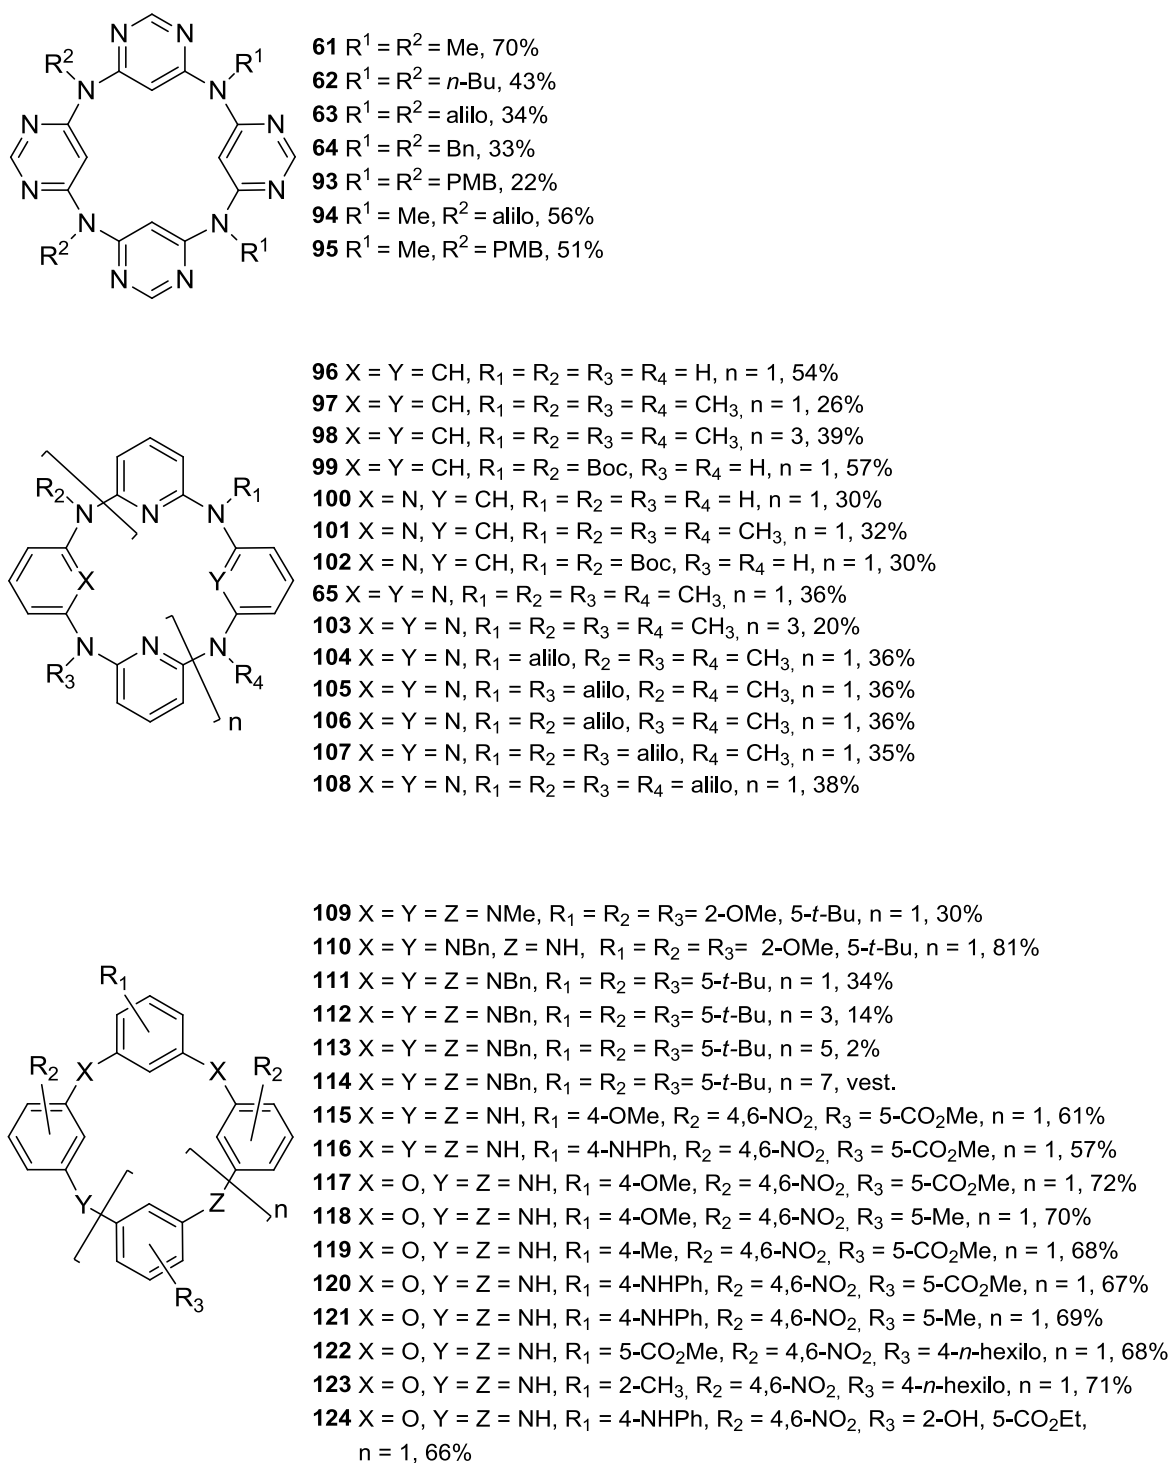 N N
R² R¹
N N
N N
N N
N N
R² R¹
N N
61 R¹ = R² = Me, 70%
62 R¹ = R² = n-Bu, 43%
63 R¹ = R² = alilo, 34%
64 R¹ = R² = Bn, 33%
93 R¹ = R² = PMB, 22%
94 R¹ = Me, R² = alilo, 56%
95 R¹ = Me, R² = PMB, 51%
R₂ R₁
N N N
X Y
N N N
R₃ R₄
n
96 X = Y = CH, R₁ = R₂ = R₃ = R₄ = H, n = 1, 54%
97 X = Y = CH, R₁ = R₂ = R₃ = R₄ = CH₃, n = 1, 26%
98 X = Y = CH, R₁ = R₂ = R₃ = R₄ = CH₃, n = 3, 39%
99 X = Y = CH, R₁ = R₂ = Boc, R₃ = R₄ = H, n = 1, 57%
100 X = N, Y = CH, R₁ = R₂ = R₃ = R₄ = H, n = 1, 30%
101 X = N, Y = CH, R₁ = R₂ = R₃ = R₄ = CH₃, n = 1, 32%
102 X = N, Y = CH, R₁ = R₂ = Boc, R₃ = R₄ = H, n = 1, 30%
65 X = Y = N, R₁ = R₂ = R₃ = R₄ = CH₃, n = 1, 36%
103 X = Y = N, R₁ = R₂ = R₃ = R₄ = CH₃, n = 3, 20%
104 X = Y = N, R₁ = alilo, R₂ = R₃ = R₄ = CH₃, n = 1, 36%
105 X = Y = N, R₁ = R₃ = alilo, R₂ = R₄ = CH₃, n = 1, 36%
106 X = Y = N, R₁ = R₂ = alilo, R₃ = R₄ = CH₃, n = 1, 36%
107 X = Y = N, R₁ = R₂ = R₃ = alilo, R₄ = CH₃, n = 1, 35%
108 X = Y = N, R₁ = R₂ = R₃ = R₄ = alilo, n = 1, 38%
R₁
R₂ X X R₂
Y Z n
R₃
109 X = Y = Z = NMe, R₁ = R₂ = R₃= 2-OMe, 5-t-Bu, n = 1, 30%
110 X = Y = NBn, Z = NH, R₁ = R₂ = R₃= 2-OMe, 5-t-Bu, n = 1, 81%
111 X = Y = Z = NBn, R₁ = R₂ = R₃= 5-t-Bu, n = 1, 34%
112 X = Y = Z = NBn, R₁ = R₂ = R₃= 5-t-Bu, n = 3, 14%
113 X = Y = Z = NBn, R₁ = R₂ = R₃= 5-t-Bu, n = 5, 2%
114 X = Y = Z = NBn, R₁ = R₂ = R₃= 5-t-Bu, n = 7, vest.
115 X = Y = Z = NH, R₁ = 4-OMe, R₂ = 4,6-NO₂, R₃ = 5-CO₂Me, n = 1, 61%
116 X = Y = Z = NH, R₁ = 4-NHPh, R₂ = 4,6-NO₂, R₃ = 5-CO₂Me, n = 1, 57%
117 X = O, Y = Z = NH, R₁ = 4-OMe, R₂ = 4,6-NO₂, R₃ = 5-CO₂Me, n = 1, 72%
118 X = O, Y = Z = NH, R₁ = 4-OMe, R₂ = 4,6-NO₂, R₃ = 5-Me, n = 1, 70%
119 X = O, Y = Z = NH, R₁ = 4-Me, R₂ = 4,6-NO₂, R₃ = 5-CO₂Me, n = 1, 68%
120 X = O, Y = Z = NH, R₁ = 4-NHPh, R₂ = 4,6-NO₂, R₃ = 5-CO₂Me, n = 1, 67%
121 X = O, Y = Z = NH, R₁ = 4-NHPh, R₂ = 4,6-NO₂, R₃ = 5-Me, n = 1, 69%
122 X = O, Y = Z = NH, R₁ = 5-CO₂Me, R₂ = 4,6-NO₂, R₃ = 4-n-hexilo, n = 1, 68%
123 X = O, Y = Z = NH, R₁ = 2-CH₃, R₂ = 4,6-NO₂, R₃ = 4-n-hexilo, n = 1, 71%
124 X = O, Y = Z = NH, R₁ = 4-NHPh, R₂ = 4,6-NO₂, R₃ = 2-OH, 5-CO₂Et,
n = 1, 66%